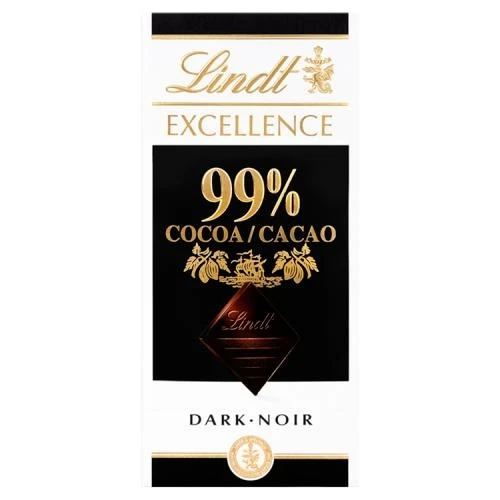 Lindt
EXCELLENCE
99%
COCOA/CACAO
Lindt
DARK·NOIR